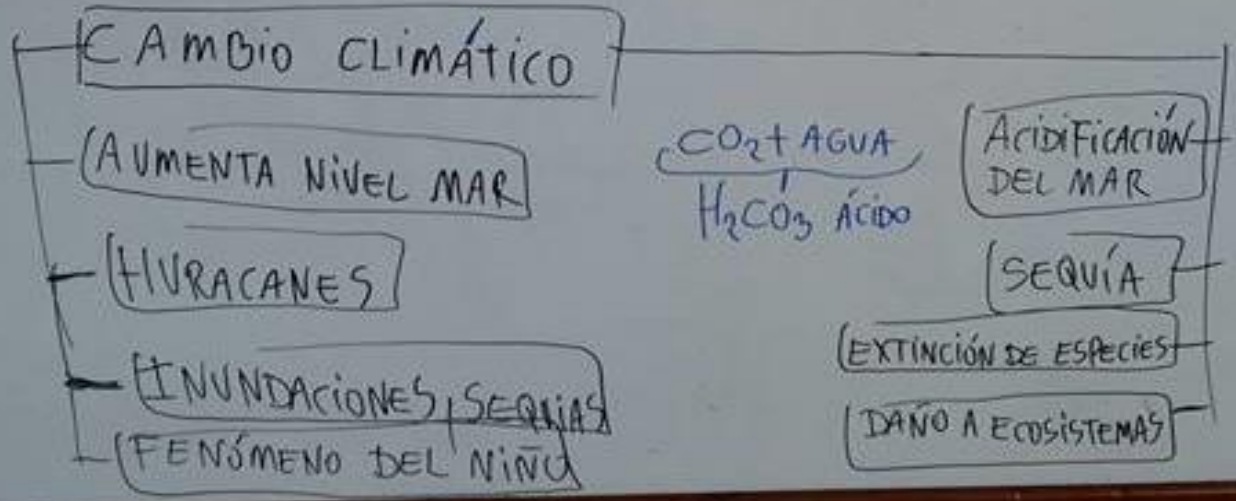 CAMBIO CLIMÁTICO
AUMENTA NIVEL MAR
HURACANES
INUNDACIONES, SEQUÍAS
FENÓMENO DEL NIÑO
CO₂ + AGUA
H₂CO₃ ÁCIDO
ACIDIFICACIÓN
DEL MAR
SEQUÍA
EXTINCIÓN DE ESPECIES
DAÑO A ECOSISTEMAS